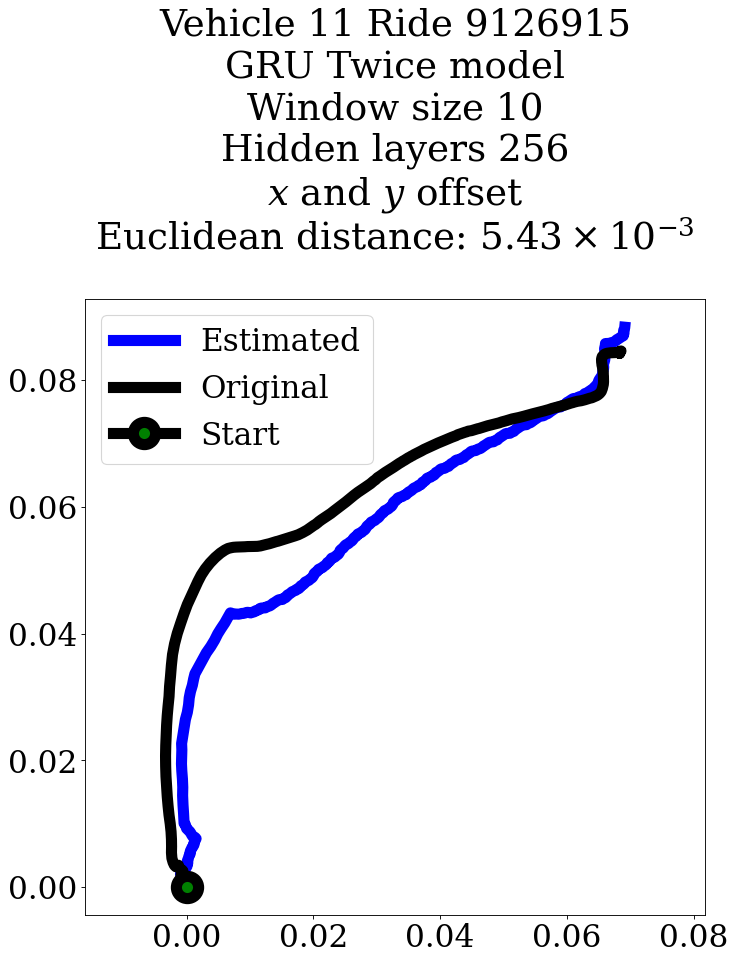 Vehicle 11 Ride 9126915
GRU Twice model
Window size 10
Hidden layers 256
x and y offset
Euclidean distance: 5.43 × 10⁻³
Estimated
Original
Start
0.08
0.06
0.04
0.02
0.00
0.00 0.02 0.04 0.06 0.08